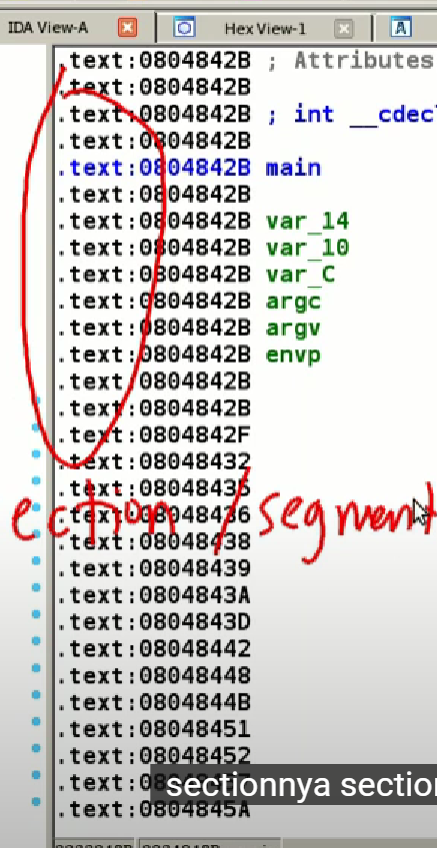 IDA View-A Hex View-1 A
.text:0804842B ; Attributes
.text:0804842B
.text:0804842B ; int __cdecl
.text:0804842B
.text:0804842B main
.text:0804842B
.text:0804842B var_14
.text:0804842B var_10
.text:0804842B var_C
.text:0804842B argc
.text:0804842B argv
.text:0804842B envp
.text:0804842B
.text:0804842B
.text:0804842F
.text:08048432
.text:08048435
ection / segment
.text:08048436
.text:08048438
.text:08048439
.text:0804843A
.text:0804843D
.text:08048442
.text:08048448
.text:0804844B
.text:08048451
.text:08048452
sectionnya section
.text:0804845A